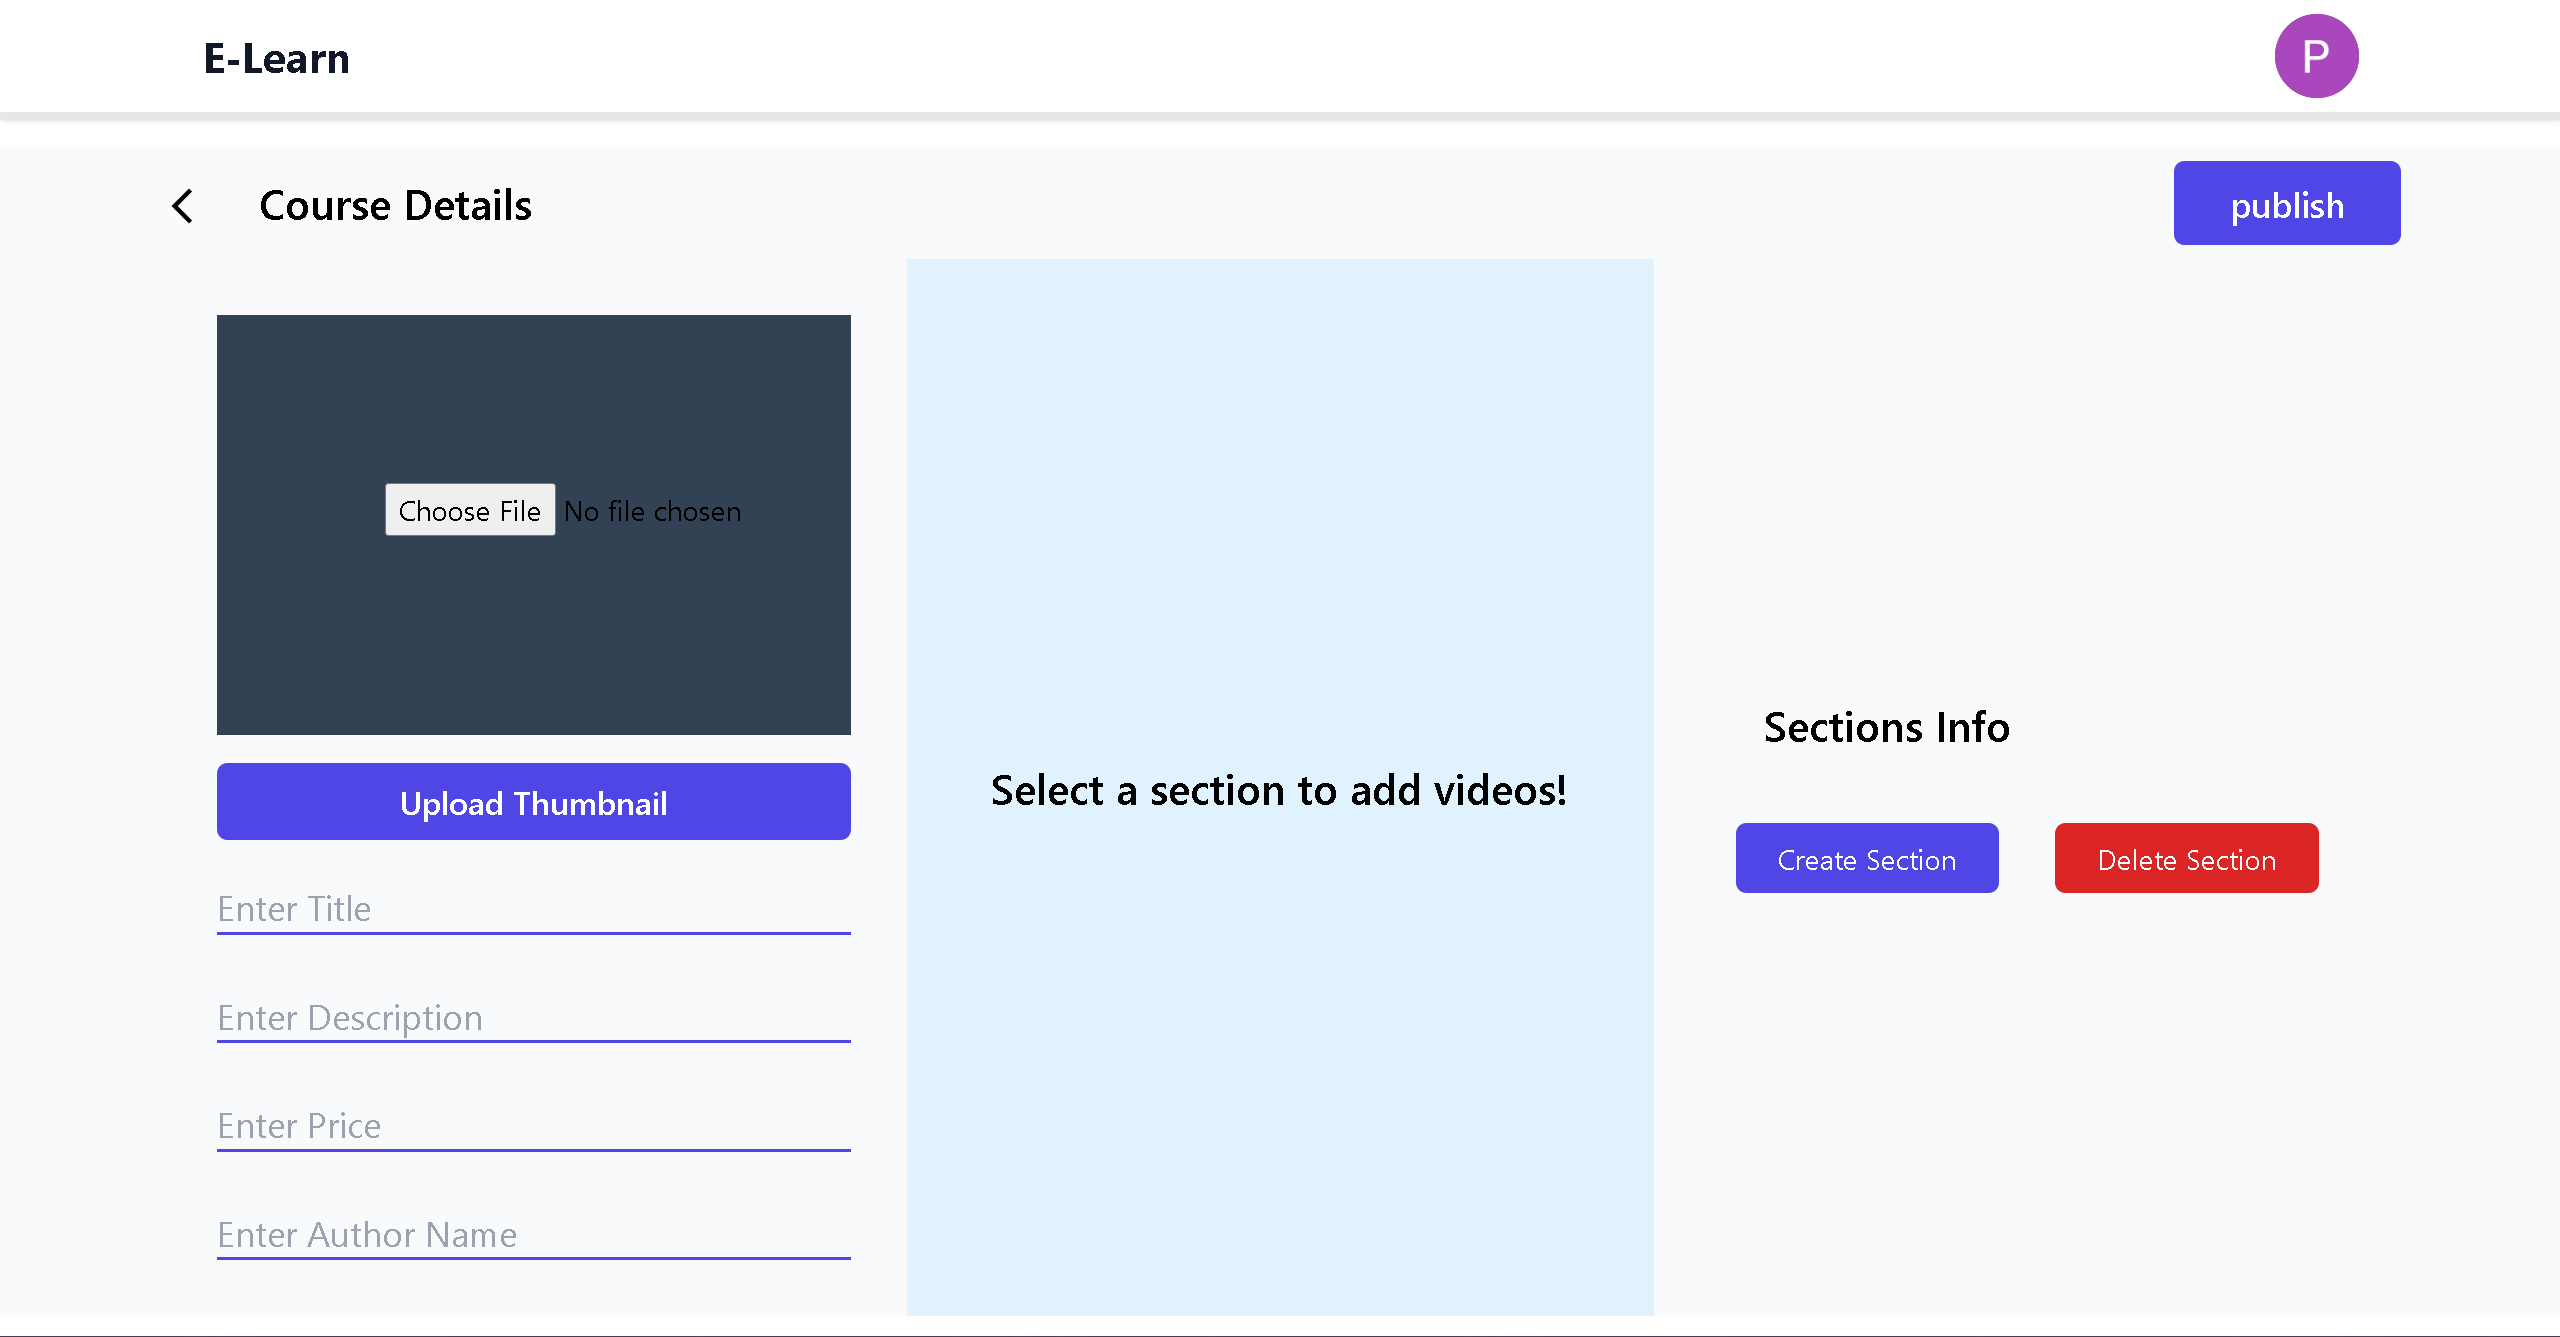 E-Learn
P
Course Details
publish
Choose File No file chosen
Upload Thumbnail
Enter Title
Enter Description
Enter Price
Enter Author Name
Select a section to add videos!
Sections Info
Create Section
Delete Section